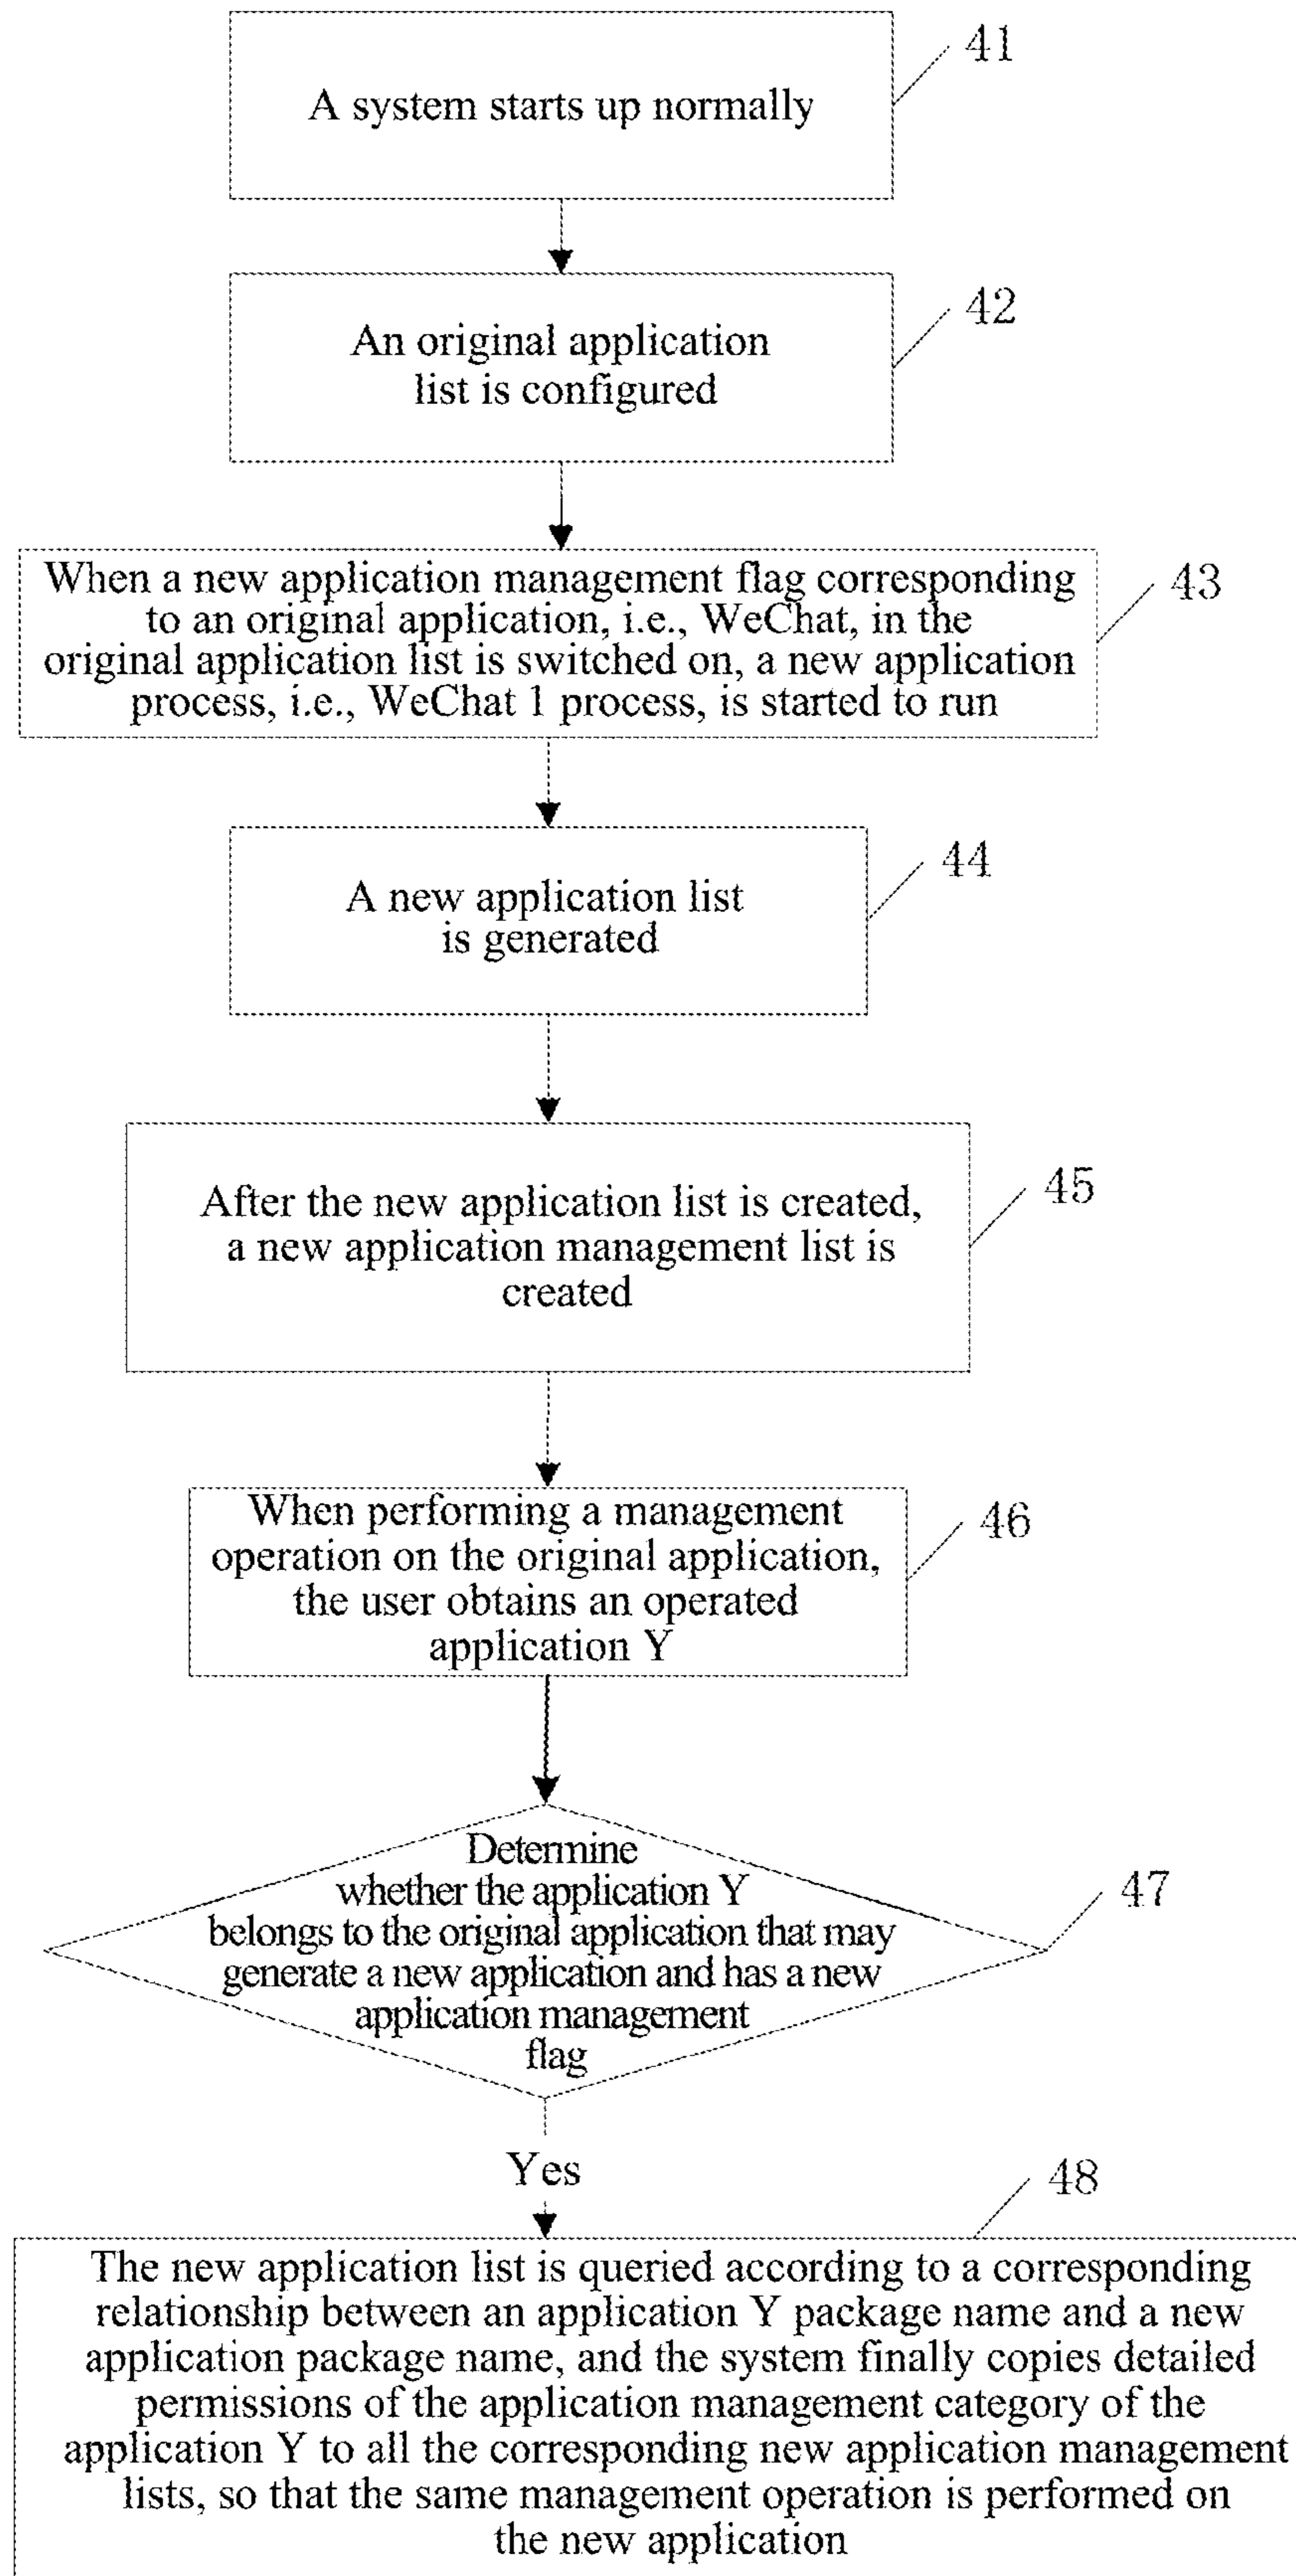 A system starts up normally
41
An original application
list is configured
42
When a new application management flag corresponding
to an original application, i.e., WeChat, in the
original application list is switched on, a new application
process, i.e., WeChat 1 process, is started to run
43
A new application list
is generated
44
After the new application list is created,
a new application management list is
created
45
When performing a management
operation on the original application,
the user obtains an operated
application Y
46
Determine
whether the application Y
belongs to the original application that may
generate a new application and has a new
application management
flag
47
Yes
48
The new application list is queried according to a corresponding
relationship between an application Y package name and a new
application package name, and the system finally copies detailed
permissions of the application management category of the
application Y to all the corresponding new application management
lists, so that the same management operation is performed on
the new application